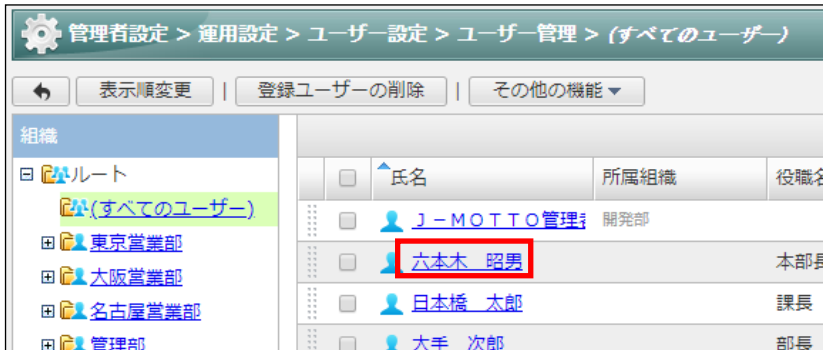 管理者設定 > 運用設定 > ユーザー設定 > ユーザー管理 > (すべてのユーザー)
表示順変更 | 登録ユーザーの削除 | その他の機能
組織
ルート
(すべてのユーザー)
東京営業部
大阪営業部
名古屋営業部
管理部
氏名 所属組織 役職名
J－MOTTO管理者 開発部
六本木 昭男 本部長
日本橋 太郎 課長
大手 次郎 部長